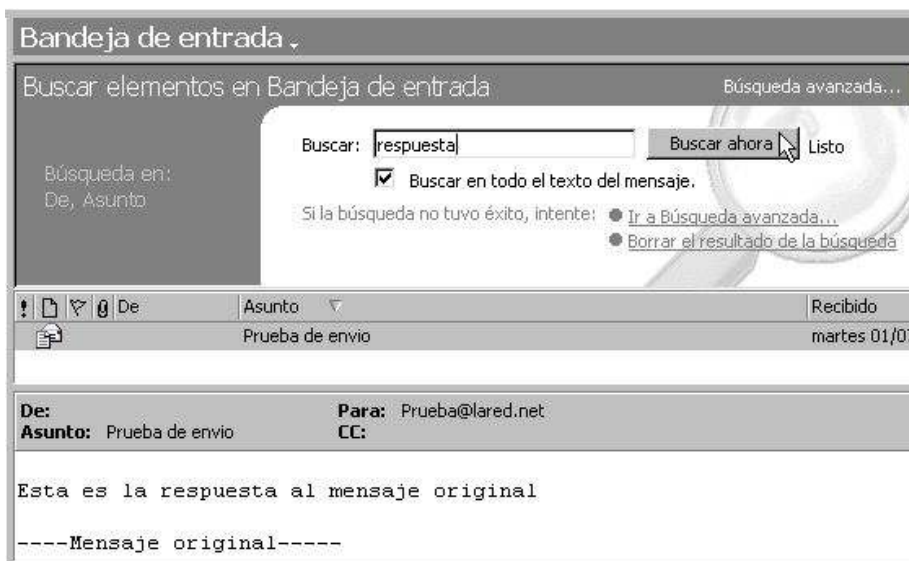 Bandeja de entrada
Buscar elementos en Bandeja de entrada Búsqueda avanzada...
Buscar: respuesta Buscar ahora Listo
Búsqueda en:
De, Asunto
Buscar en todo el texto del mensaje.
Si la búsqueda no tuvo éxito, intente: Ir a Búsqueda avanzada...
Borrar el resultado de la búsqueda
! De Asunto Recibido
Prueba de envio martes 01/0
De: Para: Prueba@lared.net
Asunto: Prueba de envio CC:
Esta es la respuesta al mensaje original
----Mensaje original-----